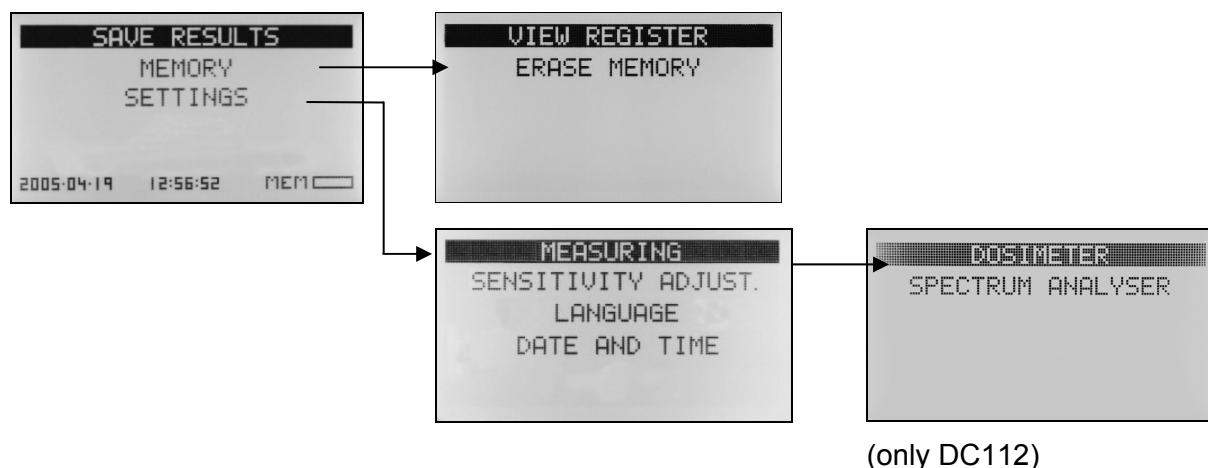 SAVE RESULTS
MEMORY
SETTINGS
2005-04-19 12:56:52 MEM
VIEW REGISTER
ERASE MEMORY
MEASURING
SENSITIVITY ADJUST.
LANGUAGE
DATE AND TIME
DOSIMETER
SPECTRUM ANALYSER
(only DC112)